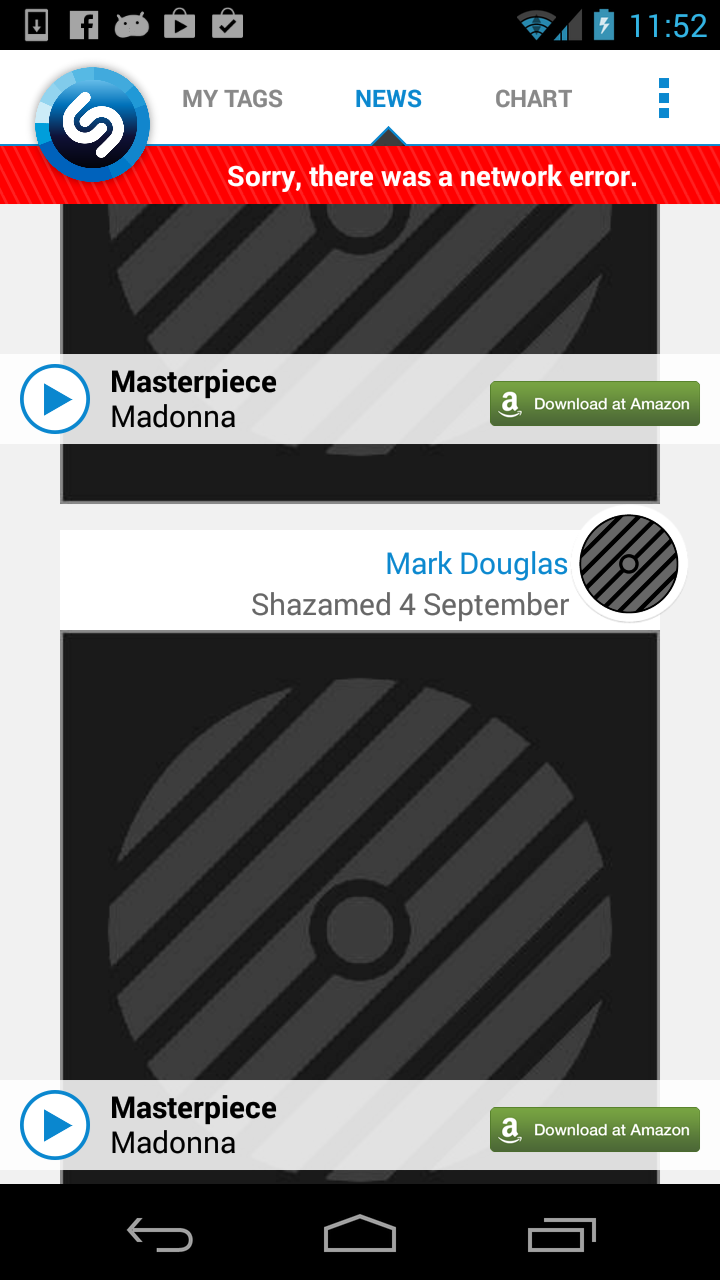 11:52
MY TAGS NEWS CHART
Sorry, there was a network error.
Masterpiece
Madonna
Download at Amazon
Mark Douglas
Shazamed 4 September
Masterpiece
Madonna
Download at Amazon